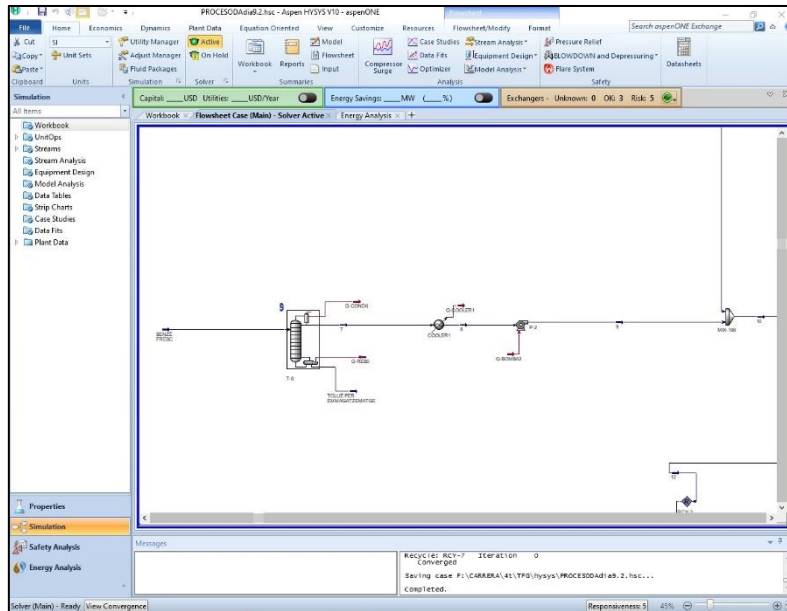 PROCESODAdia9.2.hsc - Aspen HYSYS V10 - aspenONE
Flowsheet
File Home Economics Dynamics Plant Data Equation Oriented View Customize Resources Flowsheet/Modify Format
Search aspenONE Exchange
Cut SI Utility Manager Active Model Case Studies Stream Analysis Pressure Relief
Copy Unit Sets Adjust Manager On Hold Workbook Reports Flowsheet Compressor Surge Data Fits Equipment Design BLOWDOWN and Depressuring Datasheets
Paste Fluid Packages Input Optimizer Model Analysis Flare System
Clipboard Units Simulation Solver Summaries Analysis Safety
Simulation
Capital: ____USD Utilities: ____USD/Year
Energy Savings: ____MW (____%)
Exchangers - Unknown: 0 OK: 3 Risk: 5
All Items
Workbook Flowsheet Case (Main) - Solver Active Energy Analysis
Workbook
UnitOps
Streams
Stream Analysis
Equipment Design
Model Analysis
Data Tables
Strip Charts
Case Studies
Data Fits
Plant Data
Q-COND8
Q-COOLER1
7
8
9
COOLER1
P-2
MIX-106
Q-BOMBA2
Q-REB8
12
Properties
Simulation
Safety Analysis
Energy Analysis
Messages
Recycle: RCY-7 Iteration 0
Converged
Saving case F:\CARRERA\4t\TFG\hysys\PROCESODAdia9.2.hsc...
Completed.
Solver (Main) - Ready View Convergence
Responsiveness: 5 45%